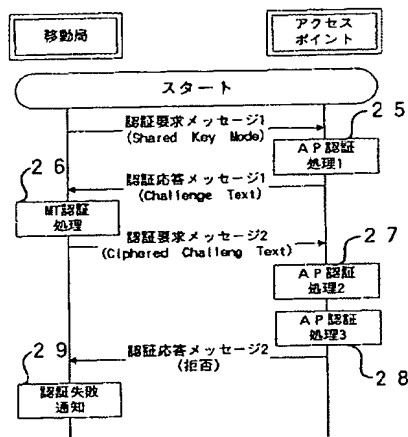 移動局
アクセス
ポイント
スタート
認証要求メッセージ1
(Shared Key Mode)
25
AP認証
処理1
26
認証応答メッセージ1
(Challenge Text)
MT認証
処理
認証要求メッセージ2
(Ciphered Challeng Text)
27
AP認証
処理2
AP認証
処理3
29
認証応答メッセージ2
(拒否)
28
認証失敗
通知